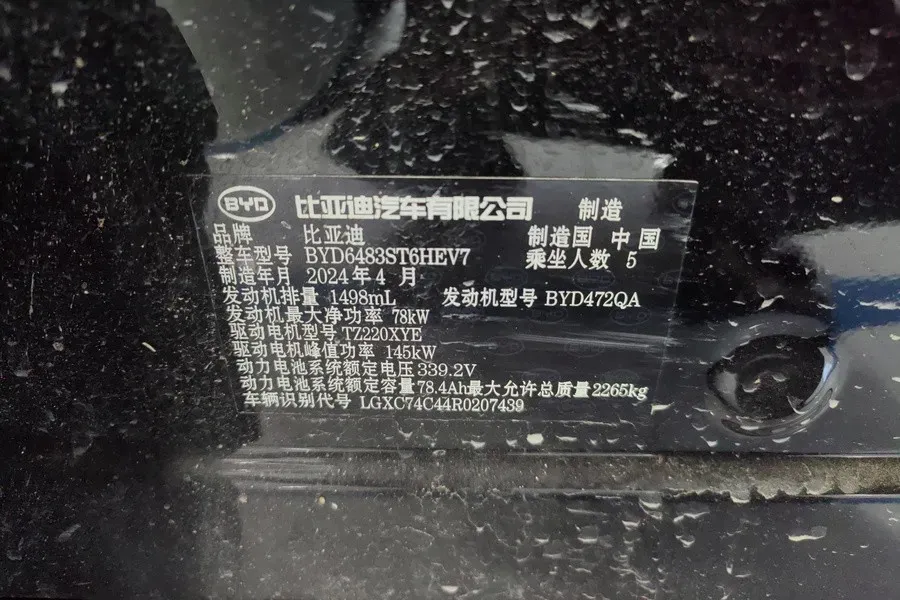 BYD 比亚迪汽车有限公司 制造
品牌 比亚迪 制造国 中国
整车型号 BYD6483ST6HEV7 乘坐人数 5
制造年月 2024年4月
发动机排量 1498mL 发动机型号 BYD472QA
发动机最大净功率 78kW
驱动电机型号 TZ220XYE
驱动电机峰值功率 145kW
动力电池系统额定电压 339.2V
动力电池系统额定容量 78.4Ah 最大允许总质量 2265kg
车辆识别代号 LGXC74C44R0207439